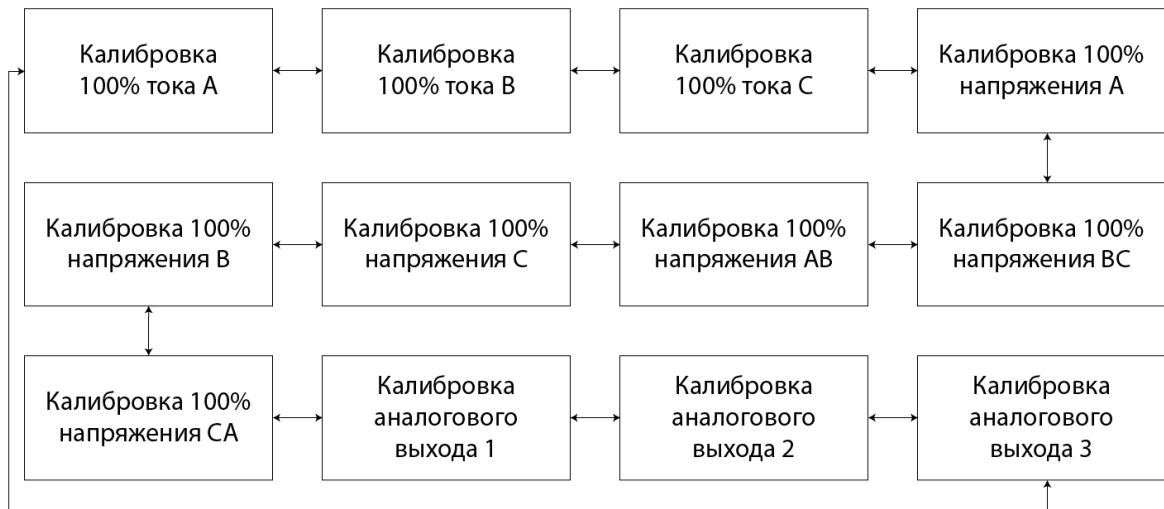 Калибровка
100% тока A
Калибровка
100% тока B
Калибровка
100% тока C
Калибровка 100%
напряжения A
Калибровка 100%
напряжения B
Калибровка 100%
напряжения C
Калибровка 100%
напряжения AB
Калибровка 100%
напряжения BC
Калибровка 100%
напряжения CA
Калибровка
аналогового
выхода 1
Калибровка
аналогового
выхода 2
Калибровка
аналогового
выхода 3